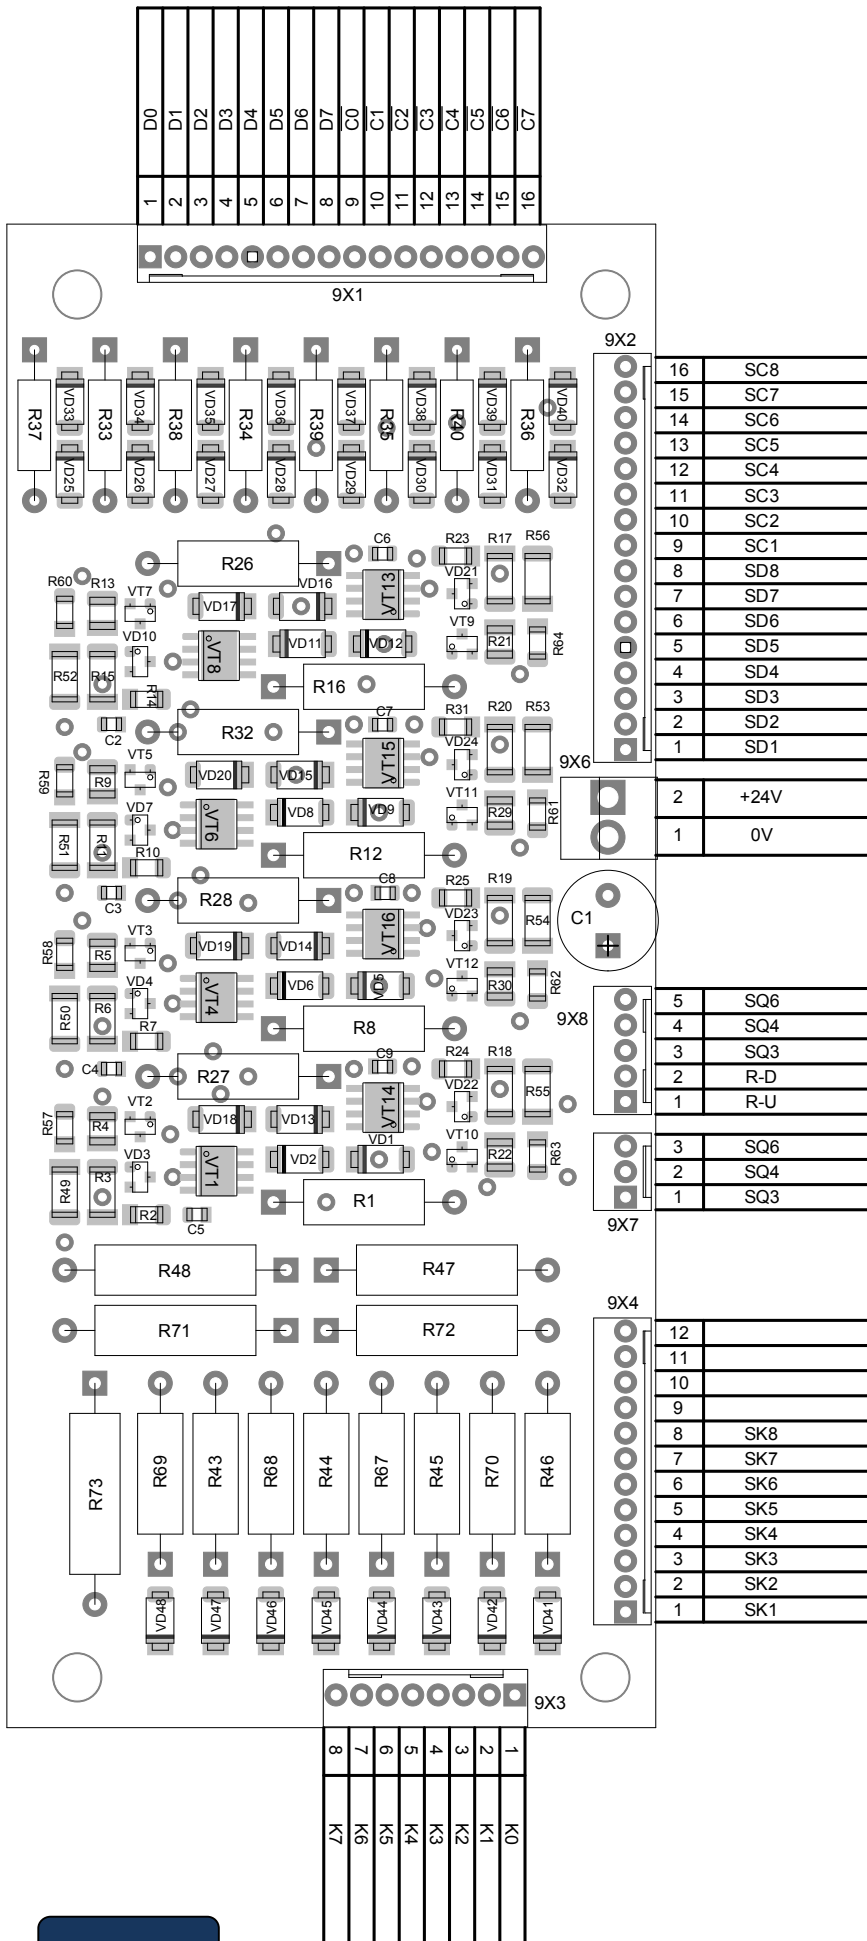 D0 D1 D2 D3 D4 D5 D6 D7 C̅0̅ C̅1̅ C̅2̅ C̅3̅ C̅4̅ C̅5̅ C̅6̅ C̅7̅
1 2 3 4 5 6 7 8 9 10 11 12 13 14 15 16
9X1
9X2
16 SC8
15 SC7
14 SC6
13 SC5
12 SC4
11 SC3
10 SC2
9 SC1
8 SD8
7 SD7
6 SD6
5 SD5
4 SD4
3 SD3
2 SD2
1 SD1
VD33 VD34 VD35 VD36 VD37 VD38 VD39 VD40
R37 R33 R38 R34 R39 R35 R40 R36
VD25 VD26 VD27 VD28 VD29 VD30 VD31 VD32
R26 C6 R23 R17 R56
R60 R13 VT7 VD17 VD16 VT13 VD21
VD10 VT8 VD11 VD12 VT9 R21 R64
R52 R15 R14 R16
C2 R32 C7 R31 R20 R53
R59 R9 VT5 VD20 VD15 VT15 VD24
9X6
2 +24V
1 0V
VD7 VT6 VD8 VD9 VT11 R29 R61
R51 R11 R10 R12
C3 R28 C8 R25 R19 R54 C1
R58 R5 VT3 VD19 VD14 VT16 VD23
VD4 VT4 VD6 VD5 VT12 R30 R62
R50 R6 R7 R8
9X8
5 SQ6
4 SQ4
3 SQ3
2 R-D
1 R-U
C4 R27 C9 R24 R18 R55
R57 R4 VT2 VD18 VD13 VT14 VD22
VD3 VT1 VD2 VD1 VT10 R22 R63
R49 R3 R2 C5 R1
3 SQ6
2 SQ4
1 SQ3
9X7
R48 R47
R71 R72
9X4
12
11
10
9
8 SK8
7 SK7
6 SK6
5 SK5
4 SK4
3 SK3
2 SK2
1 SK1
R73 R69 R43 R68 R44 R67 R45 R70 R46
VD48 VD47 VD46 VD45 VD44 VD43 VD42 VD41
9X3
8 7 6 5 4 3 2 1
K7 K6 K5 K4 K3 K2 K1 K0